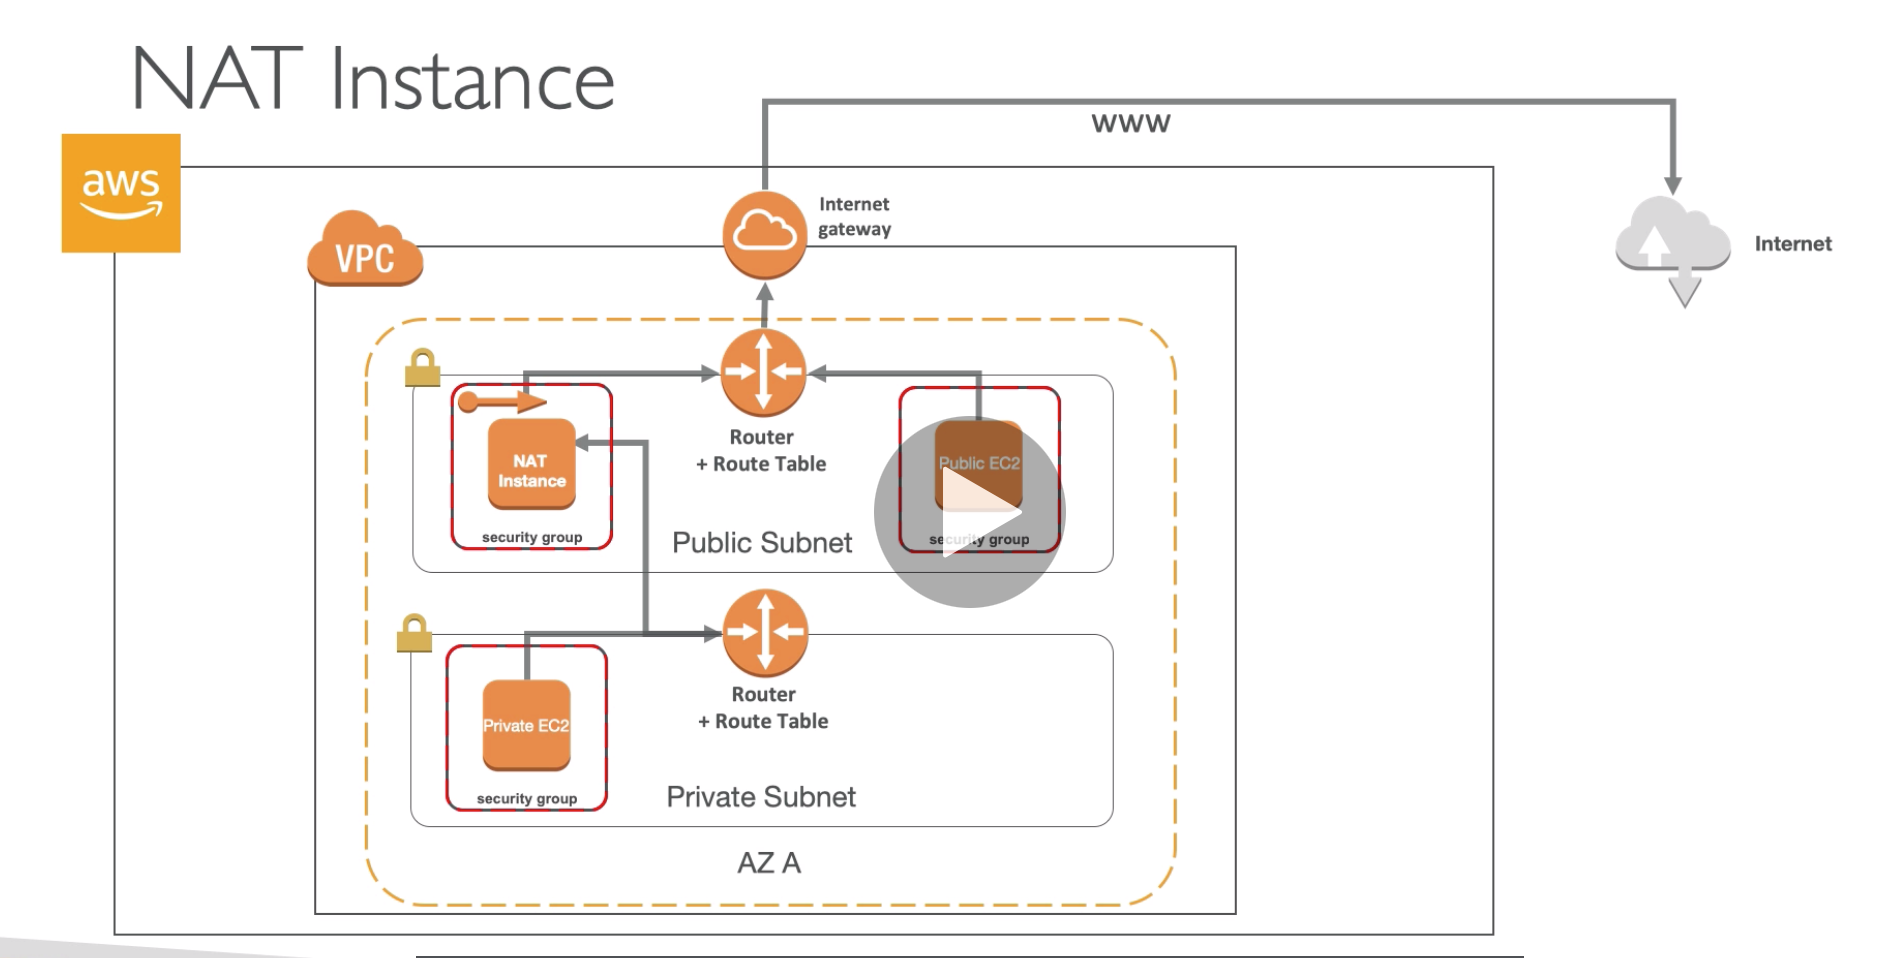 NAT Instance
www
aws
Internet
gateway
Internet
VPC
Router
+ Route Table
NAT
Instance
security group
Public EC2
security group
Public Subnet
Router
+ Route Table
Private EC2
security group
Private Subnet
AZ A